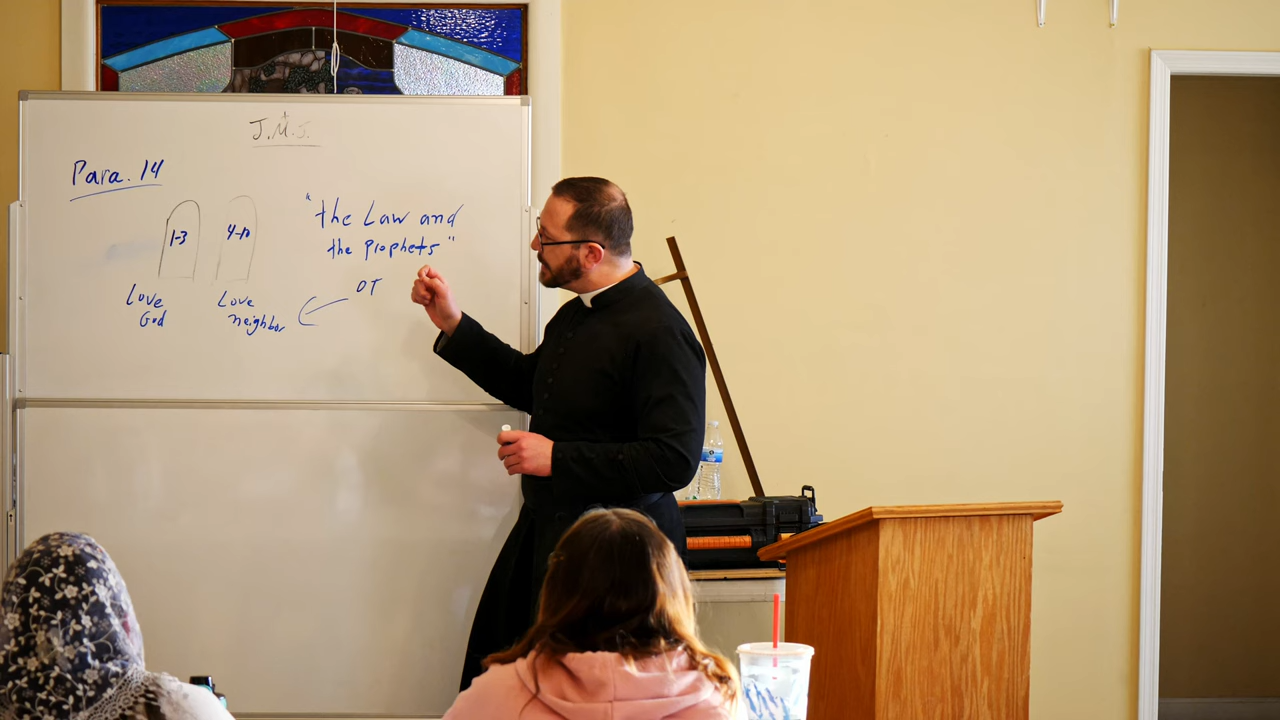 J.M.J.
Para. 14
1-3
4-10
"the Law and
the Prophets"
OT
Love
God
Love
neighbor